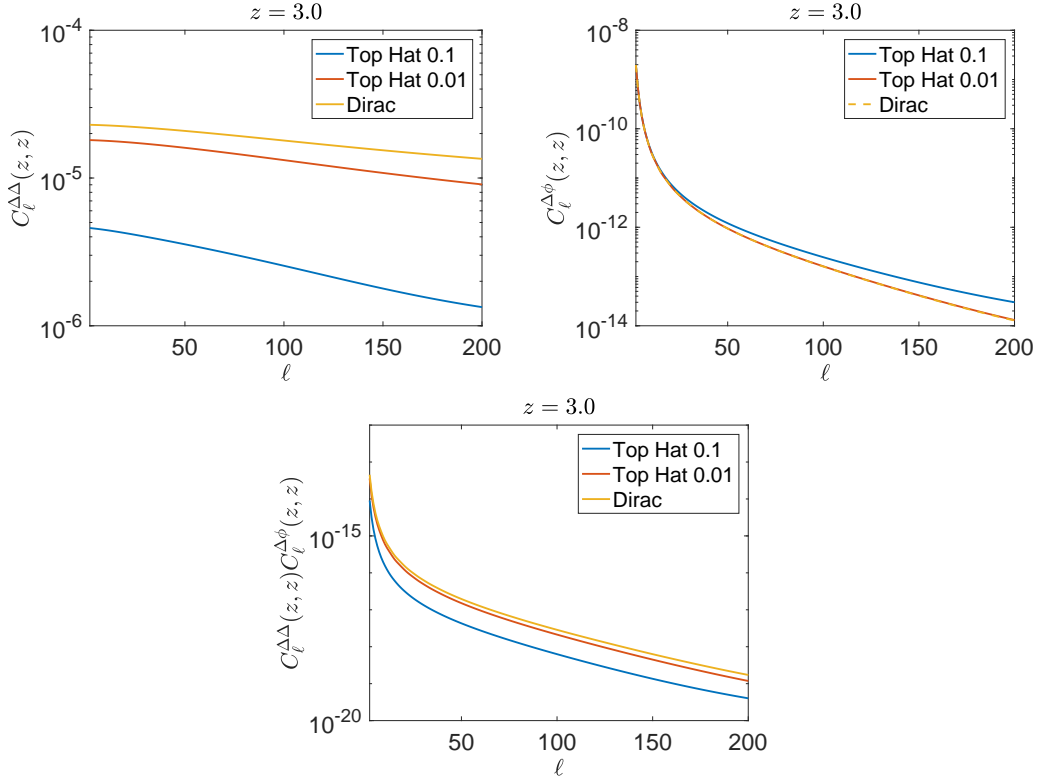 z = 3.0
10^{-4}
10^{-5}
10^{-6}
C_ℓ^{ΔΔ}(z, z)
Top Hat 0.1
Top Hat 0.01
Dirac
50
100
150
200
ℓ
z = 3.0
10^{-8}
10^{-10}
10^{-12}
10^{-14}
C_ℓ^{Δϕ}(z, z)
Top Hat 0.1
Top Hat 0.01
Dirac
50
100
150
200
ℓ
z = 3.0
10^{-15}
10^{-20}
C_ℓ^{ΔΔ}(z, z)C_ℓ^{Δϕ}(z, z)
Top Hat 0.1
Top Hat 0.01
Dirac
50
100
150
200
ℓ